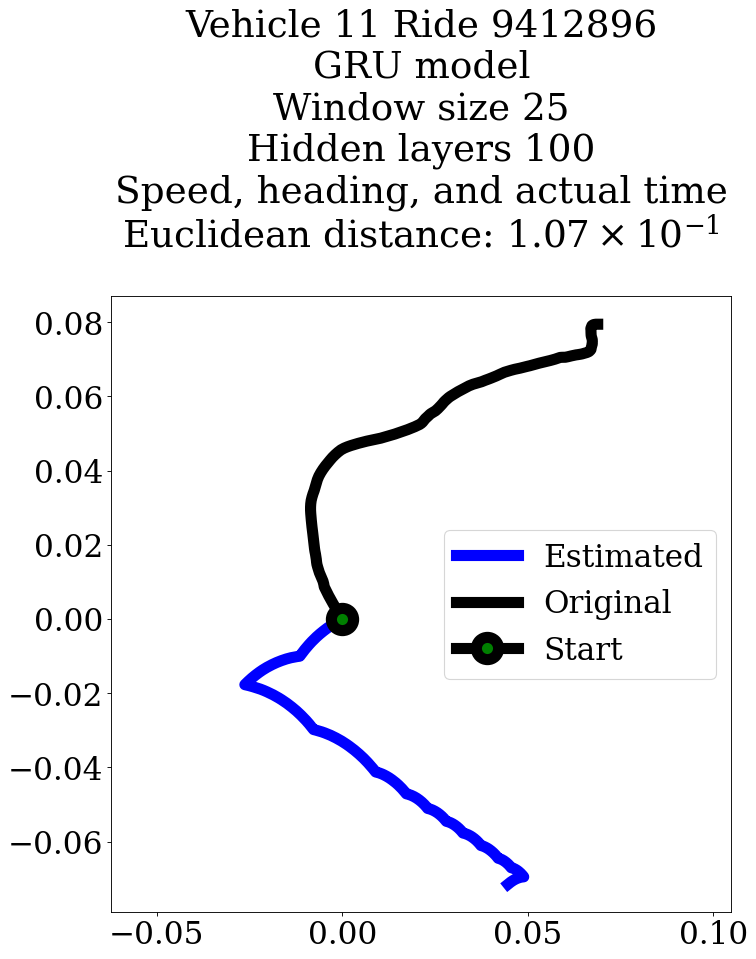 Vehicle 11 Ride 9412896
GRU model
Window size 25
Hidden layers 100
Speed, heading, and actual time
Euclidean distance: 1.07 × 10⁻¹
0.08
0.06
0.04
0.02
0.00
−0.02
−0.04
−0.06
Estimated
Original
Start
−0.05 0.00 0.05 0.10